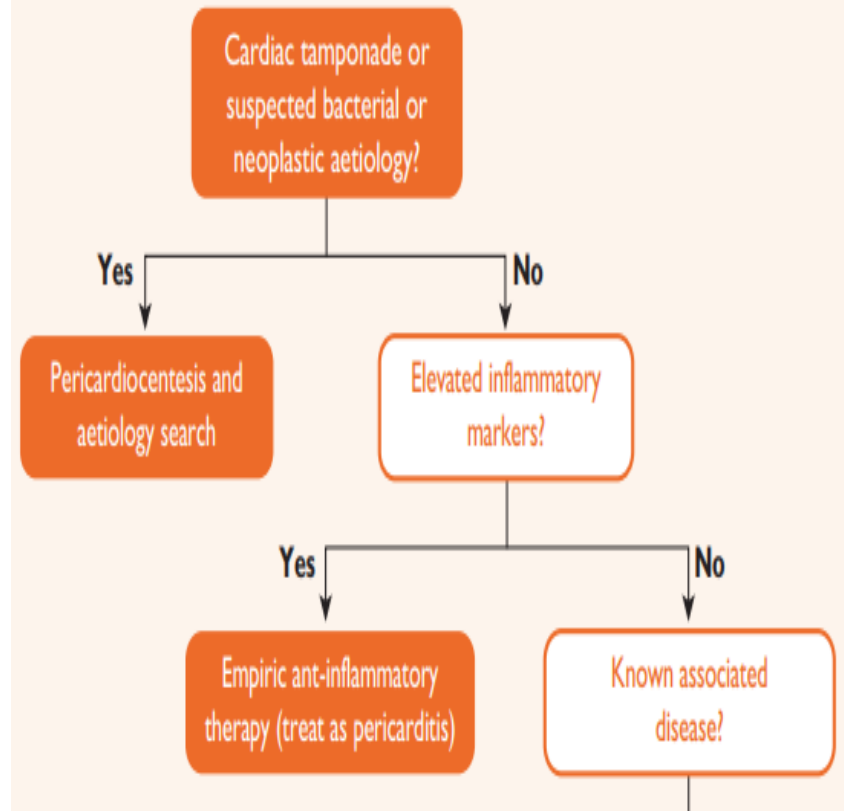 Cardiac tamponade or
suspected bacterial or
neoplastic aetiology?
Yes
No
Pericardiocentesis and
aetiology search
Elevated inflammatory
markers?
Yes
No
Empiric ant-inflammatory
therapy (treat as pericarditis)
Known associated
disease?